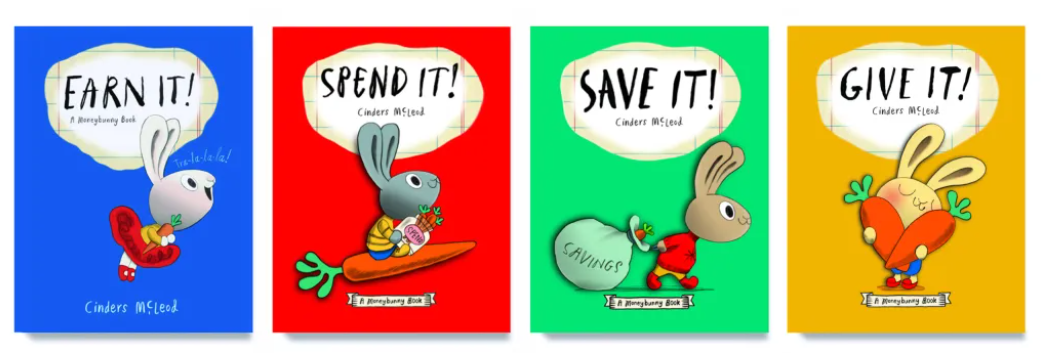 EARN IT!
A Moneybunny Book
Tra-la-la-la!
Cinders McLeod
SPEND IT!
Cinders McLeod
A Moneybunny Book
SAVE IT!
Cinders McLeod
SAVINGS
A Moneybunny Book
GIVE IT!
Cinders McLeod
A Moneybunny Book